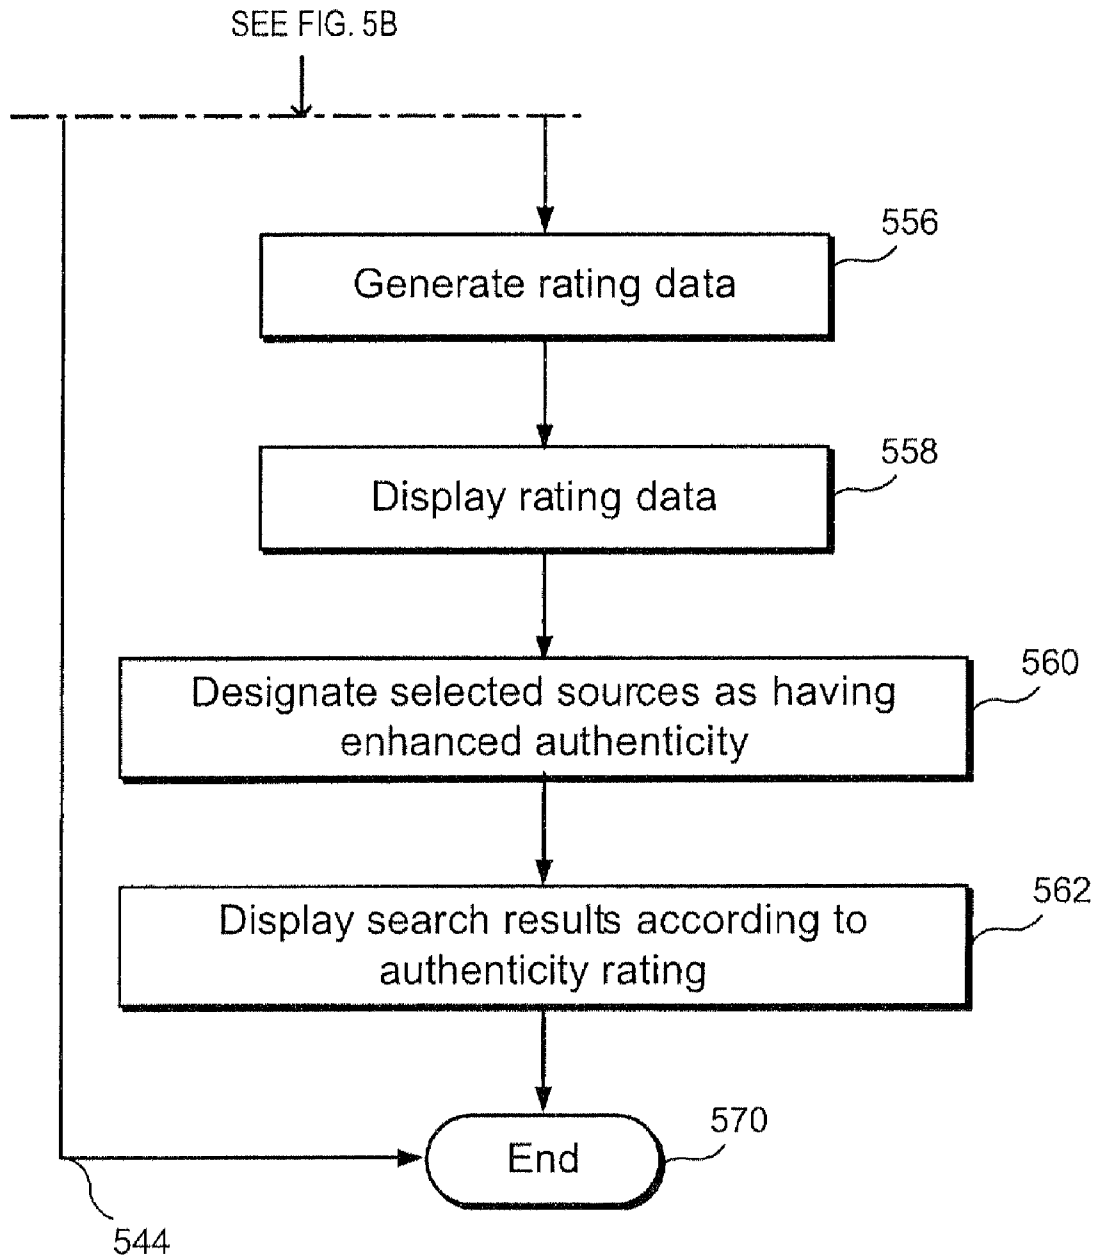 SEE FIG. 5B
556
Generate rating data
558
Display rating data
560
Designate selected sources as having
enhanced authenticity
562
Display search results according to
authenticity rating
570
End
544